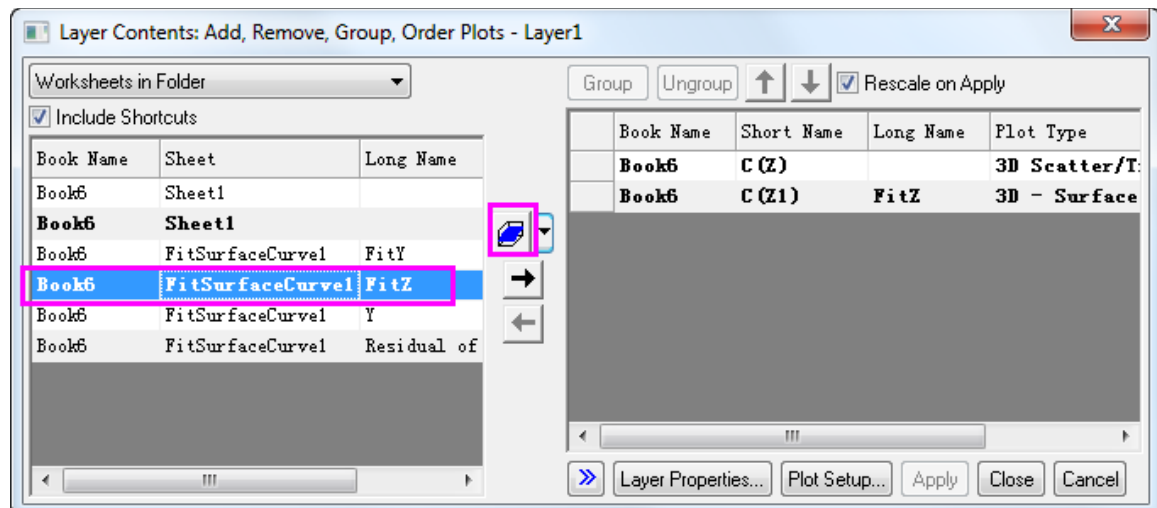 Layer Contents: Add, Remove, Group, Order Plots - Layer1
Worksheets in Folder
Include Shortcuts
Book Name Sheet Long Name
Book6 Sheet1
Book6 Sheet1
Book6 FitSurfaceCurve1 FitY
Book6 FitSurfaceCurve1 FitZ
Book6 FitSurfaceCurve1 Y
Book6 FitSurfaceCurve1 Residual of
Group Ungroup Rescale on Apply
Book Name Short Name Long Name Plot Type
Book6 C(Z) 3D Scatter/T
Book6 C(Z1) FitZ 3D - Surface
Layer Properties... Plot Setup... Apply Close Cancel